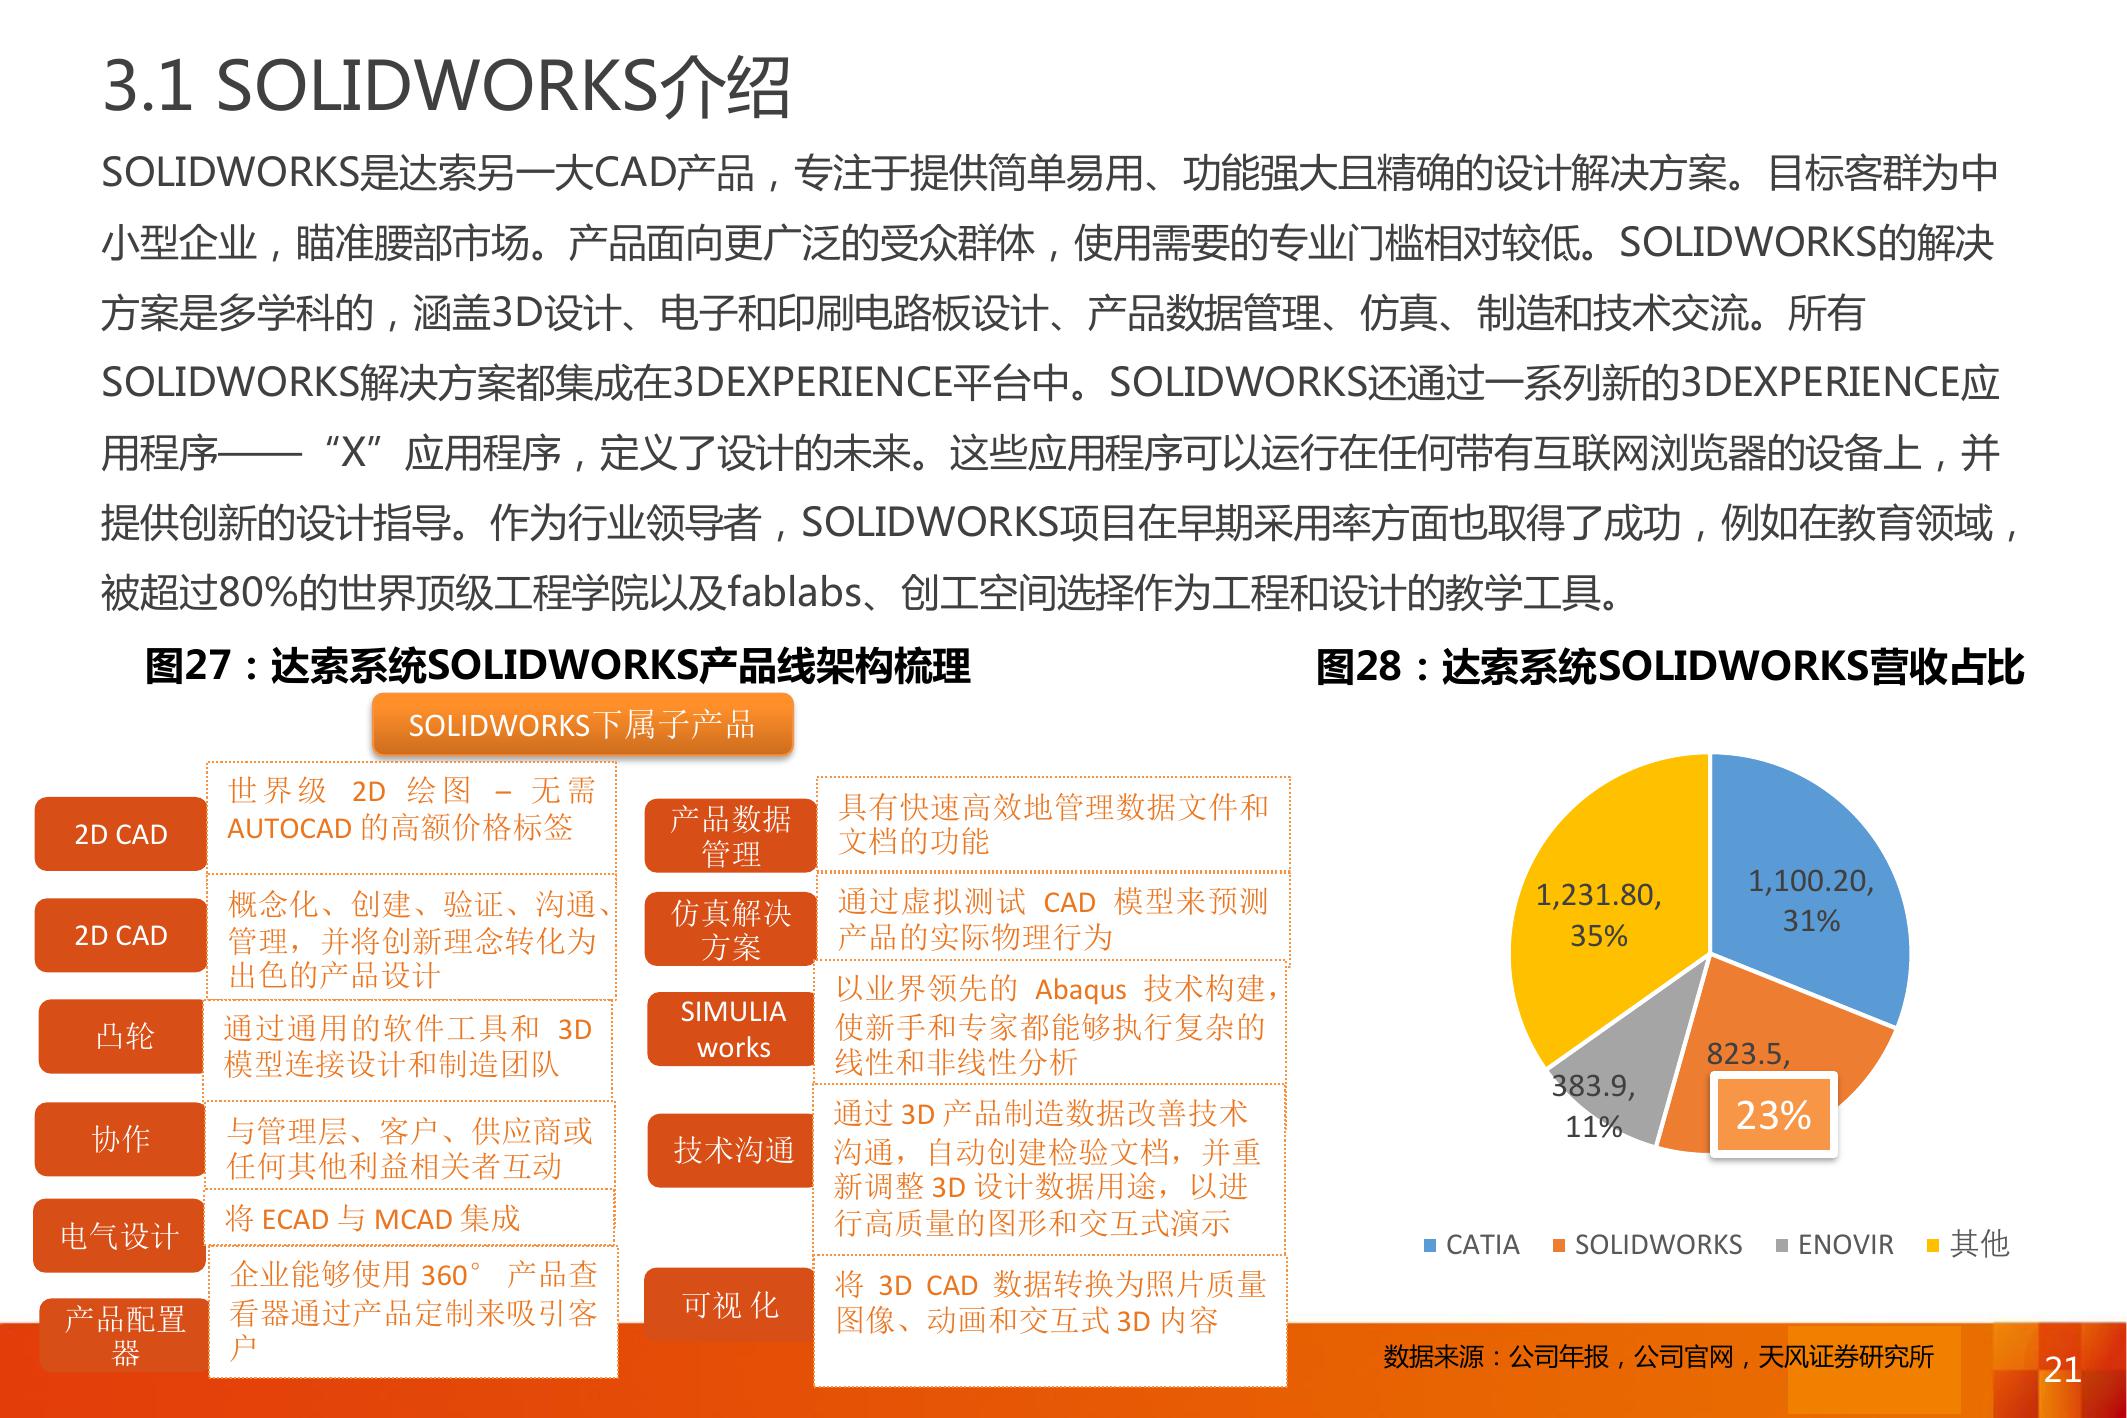 3.1 SOLIDWORKS介绍
SOLIDWORKS是达索另一大CAD产品，专注于提供简单易用、功能强大且精确的设计解决方案。目标客群为中
小型企业，瞄准腰部市场。产品面向更广泛的受众群体，使用需要的专业门槛相对较低。SOLIDWORKS的解决
方案是多学科的，涵盖3D设计、电子和印刷电路板设计、产品数据管理、仿真、制造和技术交流。所有
SOLIDWORKS解决方案都集成在3DEXPERIENCE平台中。SOLIDWORKS还通过一系列新的3DEXPERIENCE应
用程序——“X”应用程序，定义了设计的未来。这些应用程序可以运行在任何带有互联网浏览器的设备上，并
提供创新的设计指导。作为行业领导者，SOLIDWORKS项目在早期采用率方面也取得了成功，例如在教育领域，
被超过80%的世界顶级工程学院以及fablabs、创工空间选择作为工程和设计的教学工具。
图27：达索系统SOLIDWORKS产品线架构梳理
SOLIDWORKS下属子产品
2D CAD
世界级 2D 绘图 – 无需
AUTOCAD 的高额价格标签
2D CAD
概念化、创建、验证、沟通、
管理，并将创新理念转化为
出色的产品设计
凸轮
通过通用的软件工具和 3D
模型连接设计和制造团队
协作
与管理层、客户、供应商或
任何其他利益相关者互动
电气设计
将 ECAD 与 MCAD 集成
产品配置
器
企业能够使用 360° 产品查
看器通过产品定制来吸引客
户
产品数据
管理
具有快速高效地管理数据文件和
文档的功能
仿真解决
方案
通过虚拟测试 CAD 模型来预测
产品的实际物理行为
SIMULIA
works
以业界领先的 Abaqus 技术构建，
使新手和专家都能够执行复杂的
线性和非线性分析
技术沟通
通过 3D 产品制造数据改善技术
沟通，自动创建检验文档，并重
新调整 3D 设计数据用途，以进
行高质量的图形和交互式演示
可视 化
将 3D CAD 数据转换为照片质量
图像、动画和交互式 3D 内容
图28：达索系统SOLIDWORKS营收占比
1,100.20,
31%
1,231.80,
35%
823.5,
23%
383.9,
11%
CATIA
SOLIDWORKS
ENOVIR
其他
数据来源：公司年报，公司官网，天风证券研究所
21